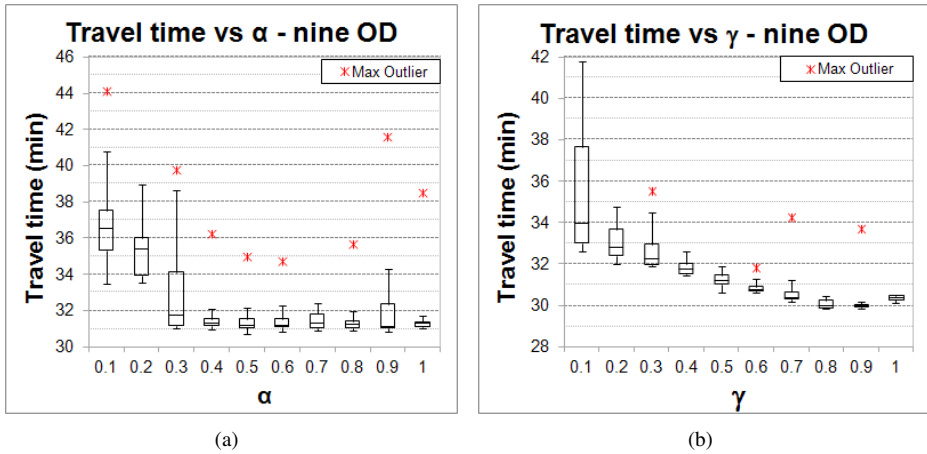 Travel time vs α - nine OD
Max Outlier
Travel time (min)
46
44
42
40
38
36
34
32
30
0.1 0.2 0.3 0.4 0.5 0.6 0.7 0.8 0.9 1
α
(a)
Travel time vs γ - nine OD
Max Outlier
Travel time (min)
42
40
38
36
34
32
30
28
0.1 0.2 0.3 0.4 0.5 0.6 0.7 0.8 0.9 1
γ
(b)